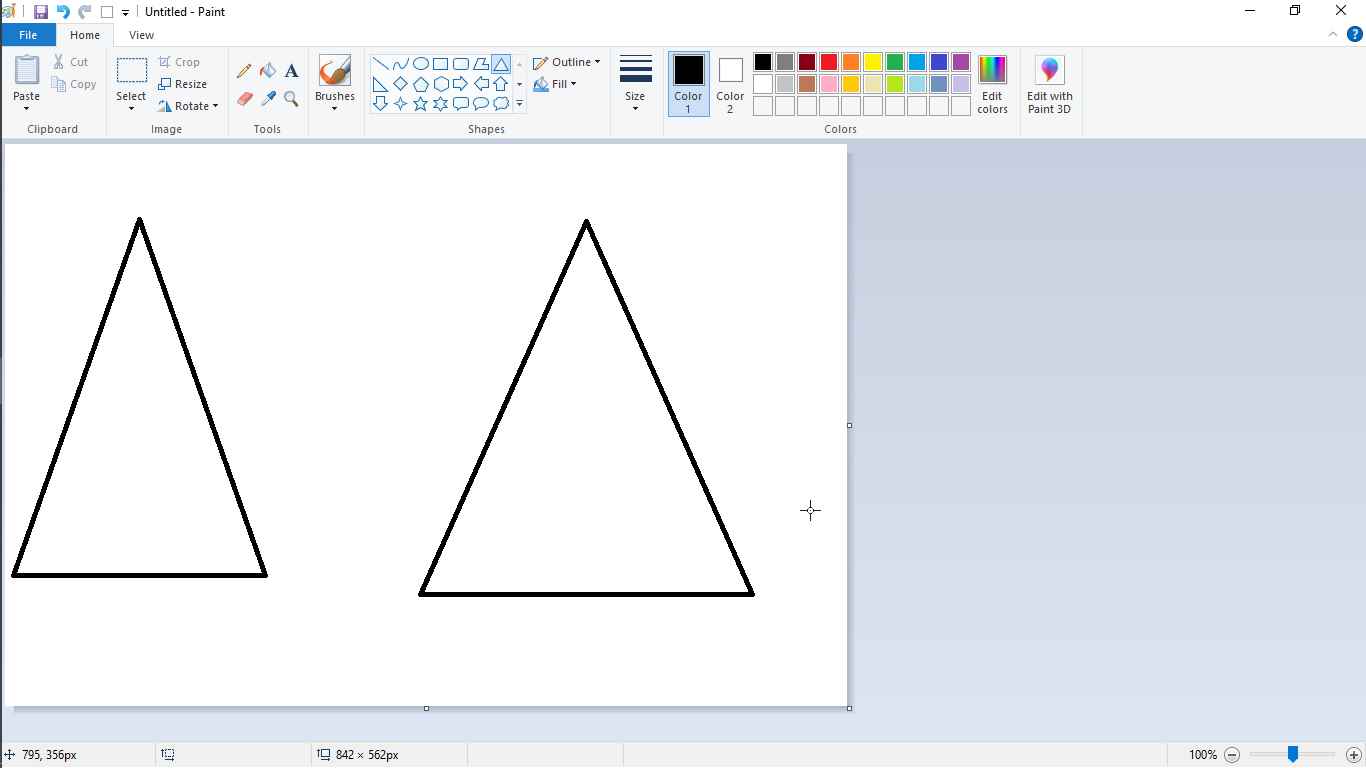 Untitled - Paint
File Home View
Paste Cut Copy
Clipboard
Select Crop Resize Rotate
Image
A
Tools
Brushes
Outline Fill
Shapes
Size
Color 1
Color 2
Edit colors
Colors
Edit with Paint 3D
?
795, 356px
842 × 562px
100%